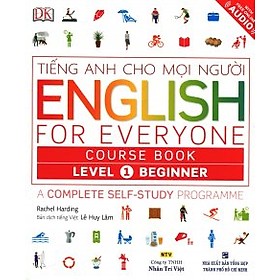 DK
TIẾNG ANH CHO MỌI NGƯỜI
ENGLISH
FOR EVERYONE
COURSE BOOK
LEVEL 1 BEGINNER
A COMPLETE SELF-STUDY PROGRAMME
Rachel Harding
Bản dịch tiếng Việt: Lê Huy Lâm
NTV
Công ty TNHH
Nhân Trí Việt
NHÀ XUẤT BẢN TỔNG HỢP
THÀNH PHỐ HỒ CHÍ MINH
AUDIO